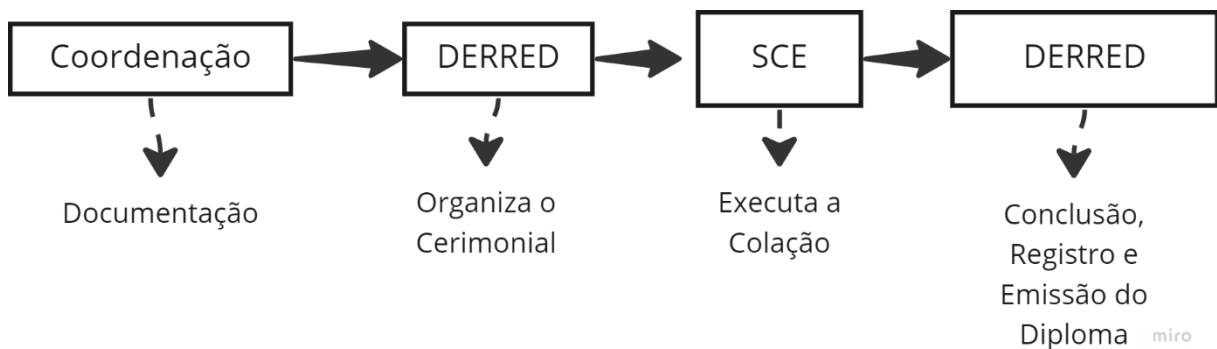 Coordenação
DERRED
SCE
DERRED
Documentação
Organiza o
Cerimonial
Executa a
Colação
Conclusão,
Registro e
Emissão do
Diploma
miro